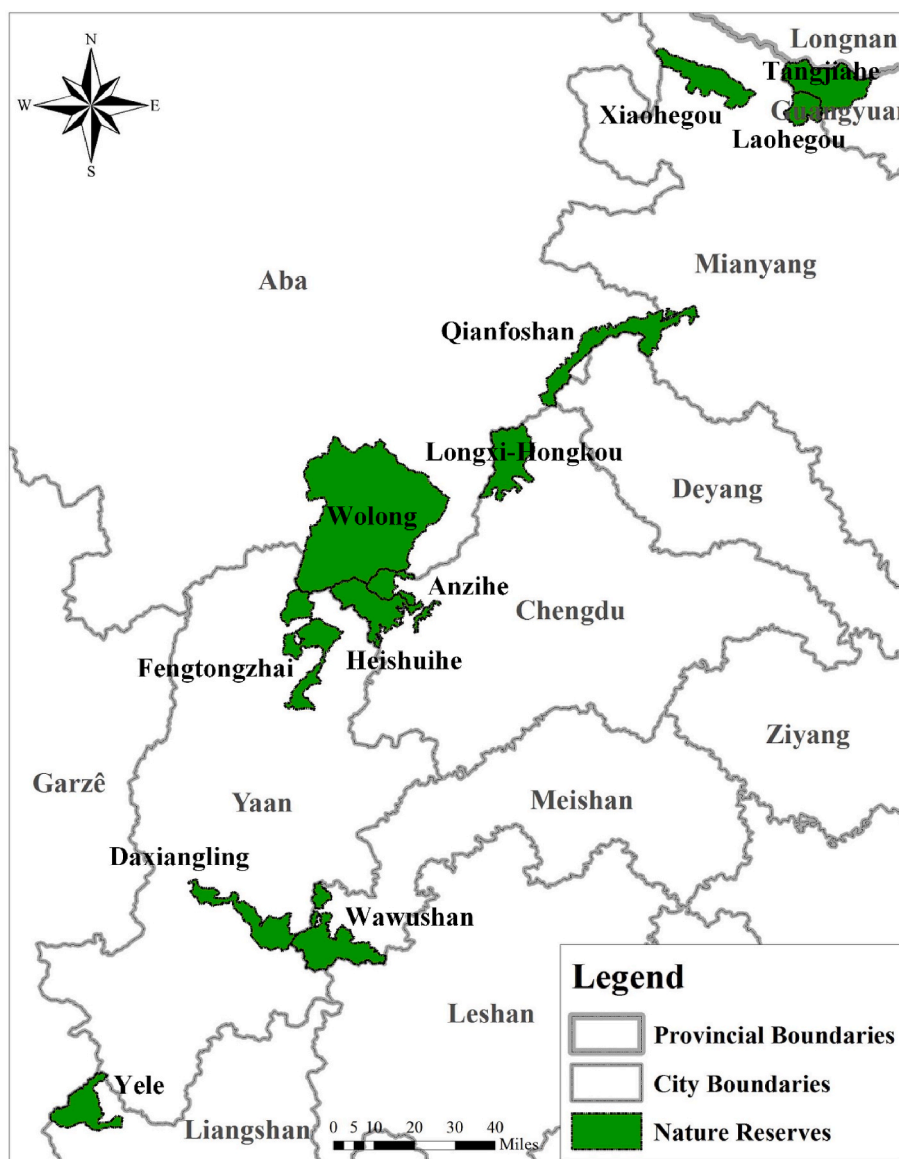 N
W
E
S
Longnan
Tangjiahe
Guangyuan
Xiaohegou
Laohegou
Mianyang
Aba
Qianfoshan
Longxi-Hongkou
Deyang
Wolong
Anzihe
Chengdu
Fengtongzhai
Heishuihe
Ziyang
Garzê
Yaan
Meishan
Daxiangling
Wawushan
Legend
Leshan
Provincial Boundaries
Yele
City Boundaries
Liangshan
0 5 10 20 30 40
Miles
Nature Reserves